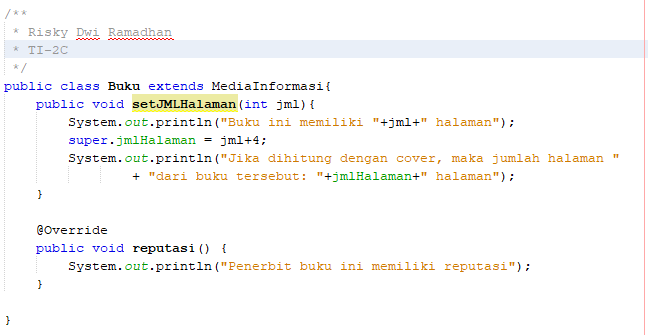 /**
 * Risky Dwi Ramadhan
 * TI-2C
 */
public class Buku extends MediaInformasi{
    public void setJMLHalaman(int jml){
        System.out.println("Buku ini memiliki "+jml+" halaman");
        super.jmlHalaman = jml+4;
        System.out.println("Jika dihitung dengan cover, maka jumlah halaman "
                + "dari buku tersebut: "+jmlHalaman+" halaman");
    }
    @Override
    public void reputasi() {
        System.out.println("Penerbit buku ini memiliki reputasi");
    }
}